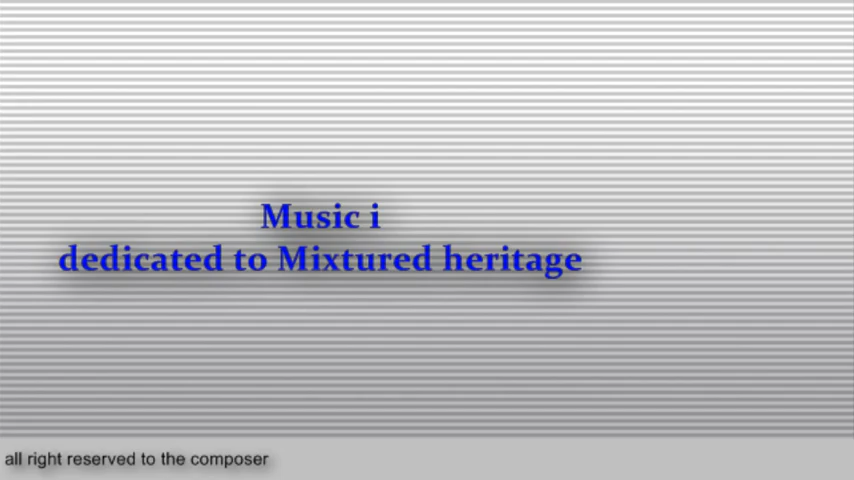 Music i
dedicated to Mixtured heritage
all right reserved to the composer